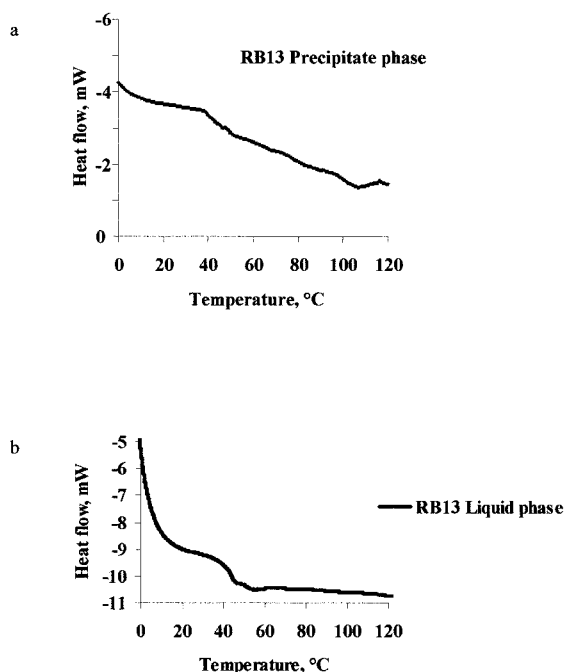 a
RB13 Precipitate phase
Heat flow, mW
-6
-4
-2
0
0 20 40 60 80 100 120
Temperature, °C
b
RB13 Liquid phase
Heat flow, mW
-5
-6
-7
-8
-9
-10
-11
0 20 40 60 80 100 120
Temperature, °C